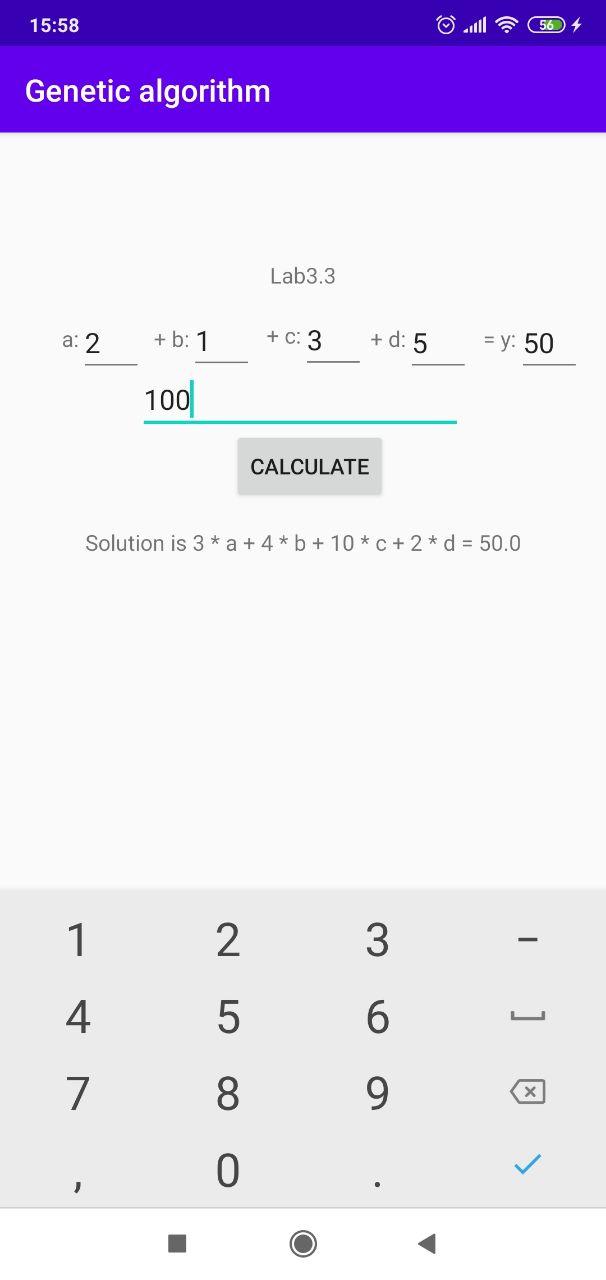 15:58 56
Genetic algorithm
Lab3.3
a: 2 + b: 1 + c: 3 + d: 5 = y: 50
100
CALCULATE
Solution is 3 * a + 4 * b + 10 * c + 2 * d = 50.0
1 2 3 −
4 5 6
7 8 9
, 0 .